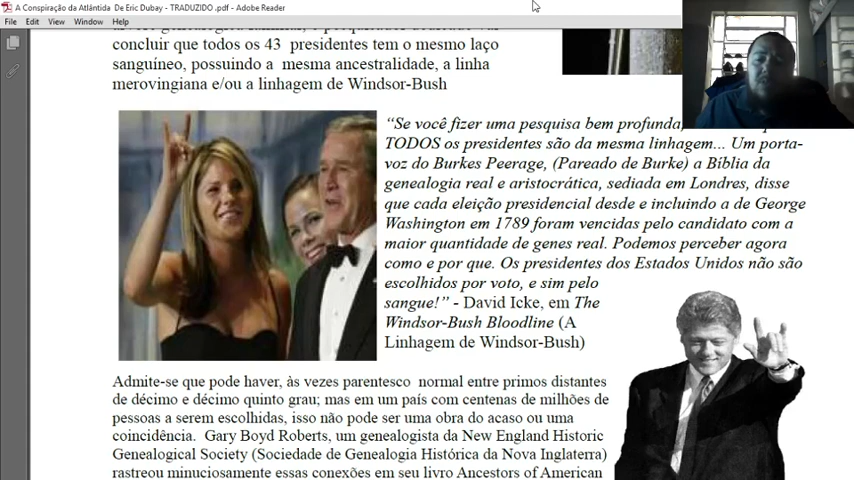 A Conspiração da Atlântida De Eric Dubay - TRADUZIDO .pdf - Adobe Reader
File Edit View Window Help
concluir que todos os 43 presidentes tem o mesmo laço
sanguíneo, possuindo a mesma ancestralidade, a linha
merovingiana e/ou a linhagem de Windsor-Bush
“Se você fizer uma pesquisa bem profunda,
TODOS os presidentes são da mesma linhagem... Um porta-
voz do Burkes Peerage, (Pareado de Burke) a Bíblia da
genealogia real e aristocrática, sediada em Londres, disse
que cada eleição presidencial desde e incluindo a de George
Washington em 1789 foram vencidas pelo candidato com a
maior quantidade de genes real. Podemos perceber agora
como e por que. Os presidentes dos Estados Unidos não são
escolhidos por voto, e sim pelo
sangue!” - David Icke, em The
Windsor-Bush Bloodline (A
Linhagem de Windsor-Bush)
Admite-se que pode haver, às vezes parentesco normal entre primos distantes
de décimo e décimo quinto grau; mas em um país com centenas de milhões de
pessoas a serem escolhidas, isso não pode ser uma obra do acaso ou uma
coincidência. Gary Boyd Roberts, um genealogista da New England Historic
Genealogical Society (Sociedade de Genealogia Histórica da Nova Inglaterra)
rastreou minuciosamente essas conexões em seu livro Ancestors of American